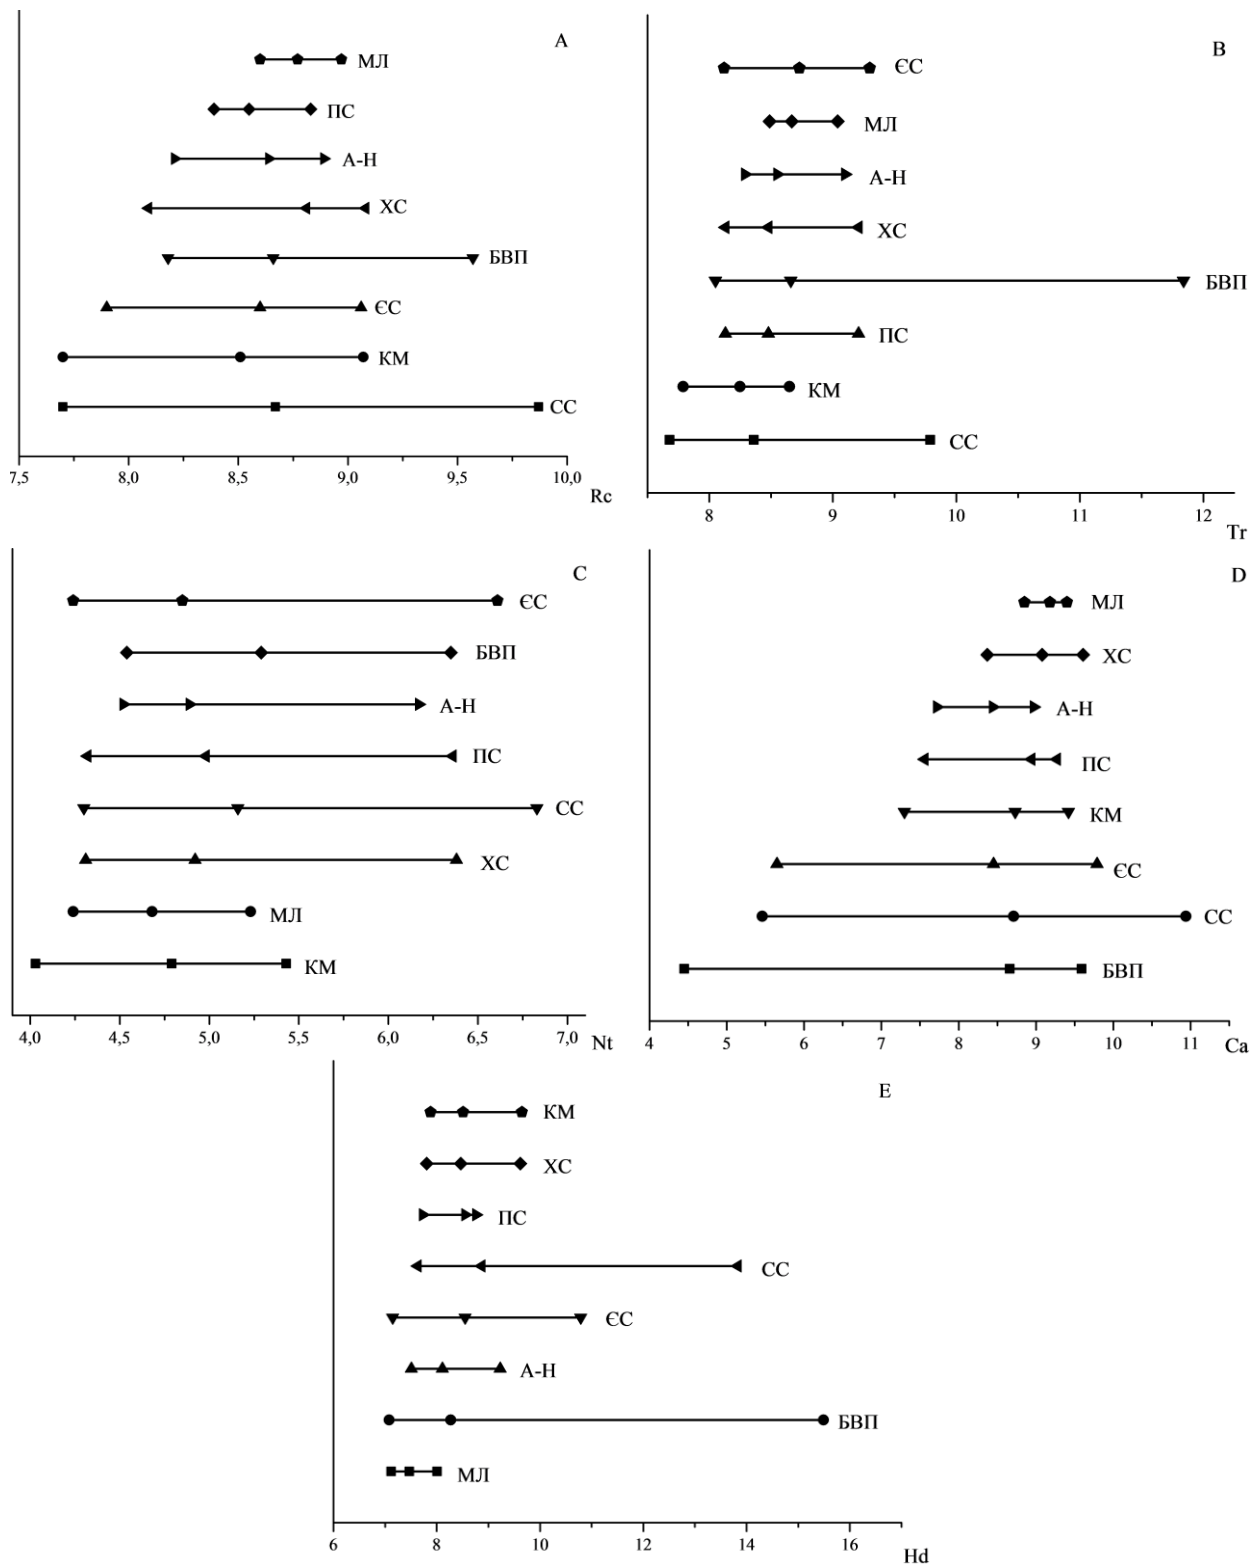 A
МЛ
ПС
А-Н
ХС
БВП
ЄС
КМ
СС
7,5 8,0 8,5 9,0 9,5 10,0
Rc
B
ЄС
МЛ
А-Н
ХС
БВП
ПС
КМ
СС
8 9 10 11 12
Tr
C
ЄС
БВП
А-Н
ПС
СС
ХС
МЛ
КМ
4,0 4,5 5,0 5,5 6,0 6,5 7,0
Nt
D
МЛ
ХС
А-Н
ПС
КМ
ЄС
СС
БВП
4 5 6 7 8 9 10 11
Ca
E
КМ
ХС
ПС
СС
ЄС
А-Н
БВП
МЛ
6 8 10 12 14 16
Hd